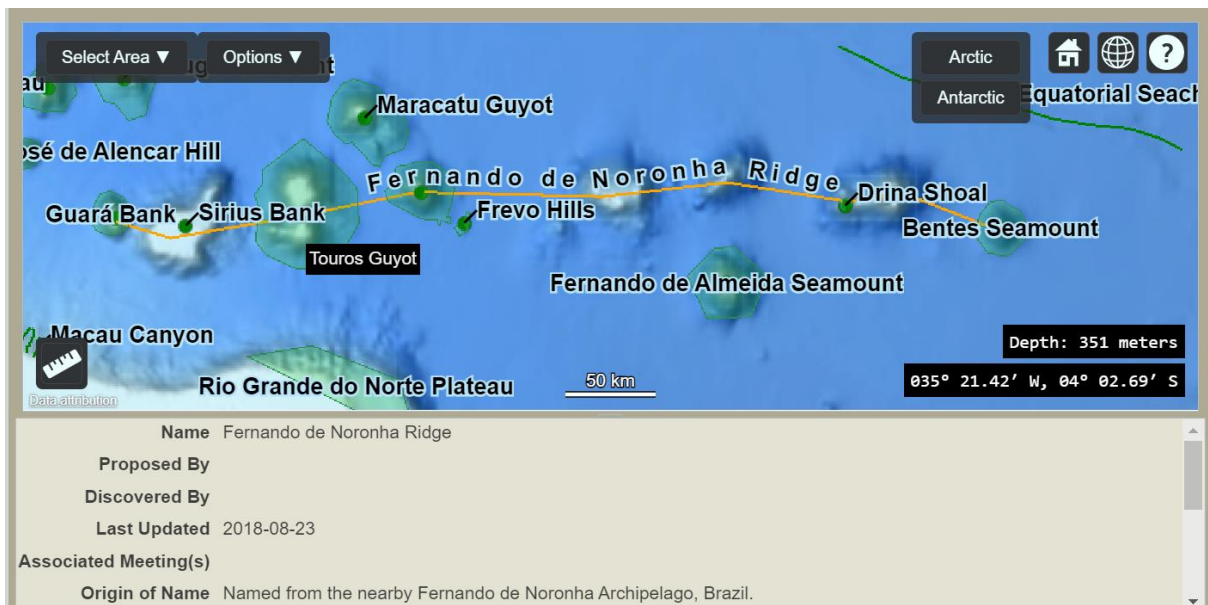 Select Area ▼
Options ▼
Arctic
Antarctic
?
Equatorial Seach
Maracatu Guyot
osé de Alencar Hill
Fernando de Noronha Ridge
Guará Bank
Sirius Bank
Frevo Hills
Drina Shoal
Bentes Seamount
Touros Guyot
Fernando de Almeida Seamount
Macau Canyon
Rio Grande do Norte Plateau
50 km
Depth: 351 meters
035° 21.42′ W, 04° 02.69′ S
Data attribution
Name Fernando de Noronha Ridge
Proposed By
Discovered By
Last Updated 2018-08-23
Associated Meeting(s)
Origin of Name Named from the nearby Fernando de Noronha Archipelago, Brazil.